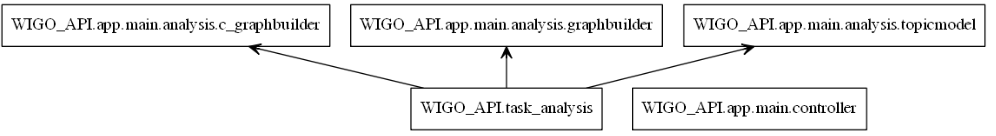 WIGO_API.app.main.analysis.c_graphbuilder
WIGO_API.app.main.analysis.graphbuilder
WIGO_API.app.main.analysis.topicmodel
WIGO_API.task_analysis
WIGO_API.app.main.controller